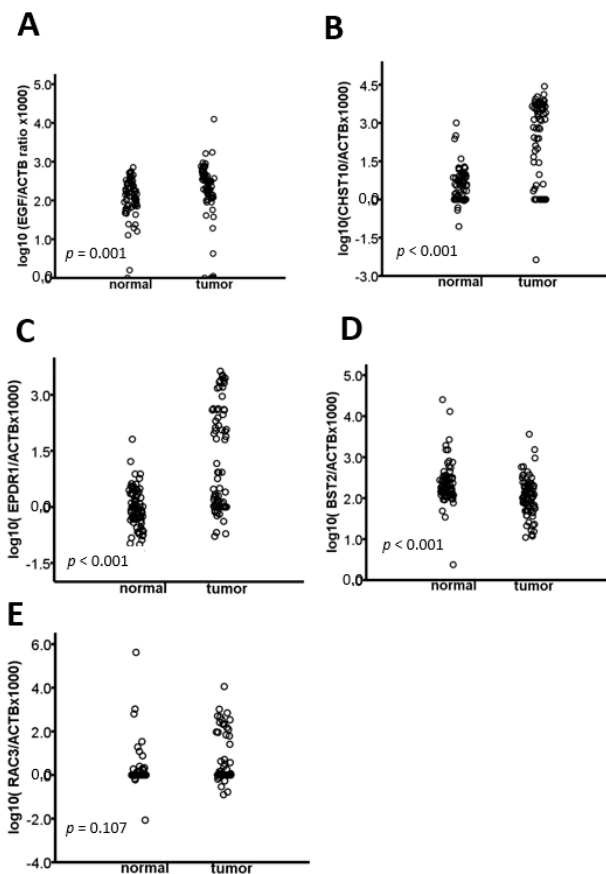 A
log10 (EGF/ACTB ratio x1000)
5.0
4.0
3.0
2.0
1.0
0.0
p = 0.001
normal
tumor
B
log10(CHST10/ACTBx1000)
4.5
3.0
1.5
0.0
-1.5
-3.0
p < 0.001
normal
tumor
C
log10( EPDR1/ACTBx1000)
3.0
1.5
0.0
-1.5
p < 0.001
normal
tumor
D
log10( BST2/ACTBx1000)
5.0
4.0
3.0
2.0
1.0
0.0
p < 0.001
normal
tumor
E
log10( RAC3/ACTBx1000)
6.0
4.0
2.0
0.0
-2.0
-4.0
p = 0.107
normal
tumor